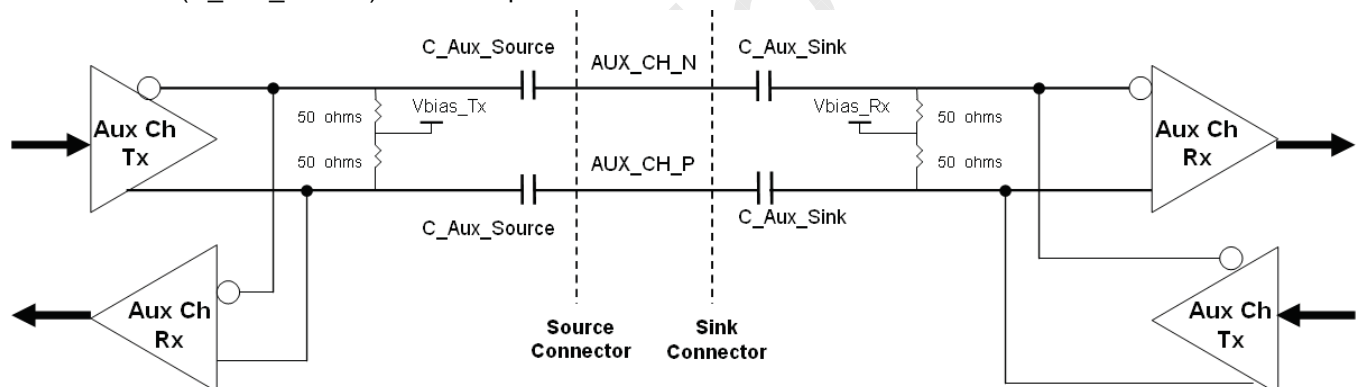 C_Aux_Source
AUX_CH_N
C_Aux_Sink
50 ohms
Vbias_Tx
50 ohms
Vbias_Rx
50 ohms
50 ohms
Aux Ch
Tx
Aux Ch
Rx
AUX_CH_P
C_Aux_Source
C_Aux_Sink
Aux Ch
Rx
Source
Connector
Sink
Connector
Aux Ch
Tx